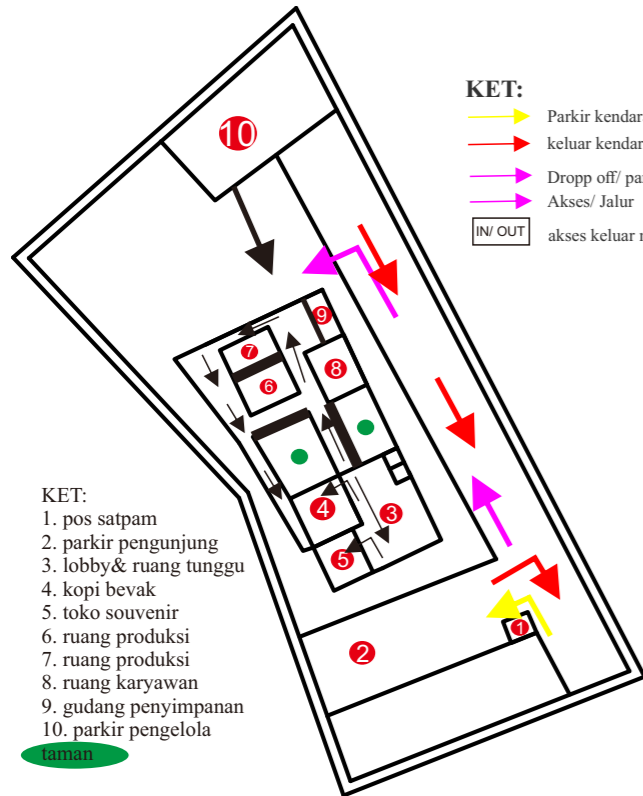 10
KET:
Parkir kendar
keluar kendar
Dropp off/ pa
Akses/ Jalur
IN/ OUT akses keluar
9
7
8
6
4
3
5
1
2
KET:
1. pos satpam
2. parkir pengunjung
3. lobby& ruang tunggu
4. kopi bevak
5. toko souvenir
6. ruang produksi
7. ruang produksi
8. ruang karyawan
9. gudang penyimpanan
10. parkir pengelola
taman